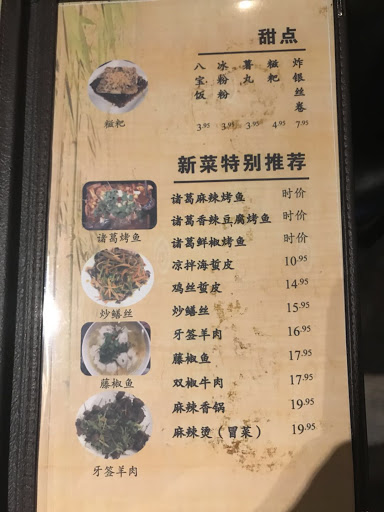 甜点
八宝饭 3.95
冰粉 3.95
薯丸 3.95
糍粑 4.95
炸银丝卷 7.95
糍粑
新菜特别推荐
诸葛麻辣烤鱼 时价
诸葛香辣豆腐烤鱼 时价
诸葛鲜椒烤鱼 时价
凉拌海蜇皮 10.95
鸡丝蜇皮 14.95
炒鳝丝 15.95
牙签羊肉 16.95
藤椒鱼 17.95
双椒牛肉 17.95
麻辣香锅 19.95
麻辣烫（冒菜） 19.95
诸葛烤鱼
炒鳝丝
藤椒鱼
牙签羊肉